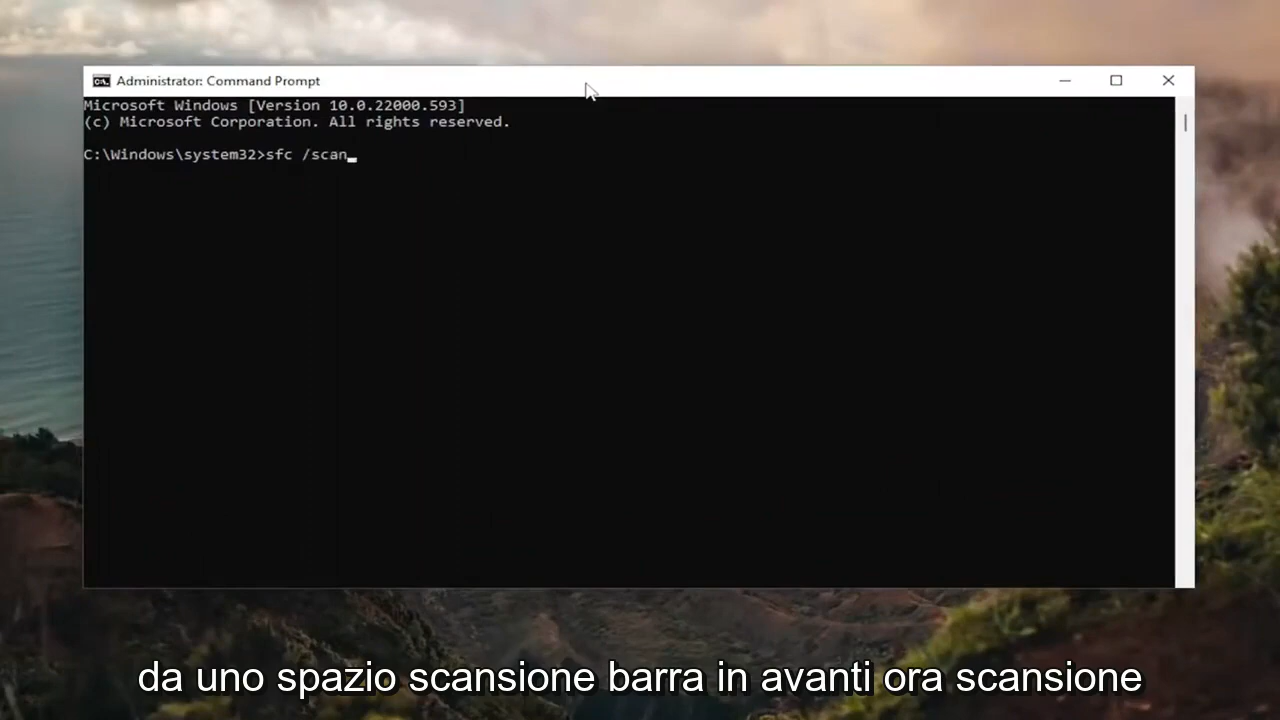 Administrator: Command Prompt
Microsoft Windows [Version 10.0.22000.593]
(c) Microsoft Corporation. All rights reserved.
C:\Windows\system32>sfc /scan
da uno spazio scansione barra in avanti ora scansione